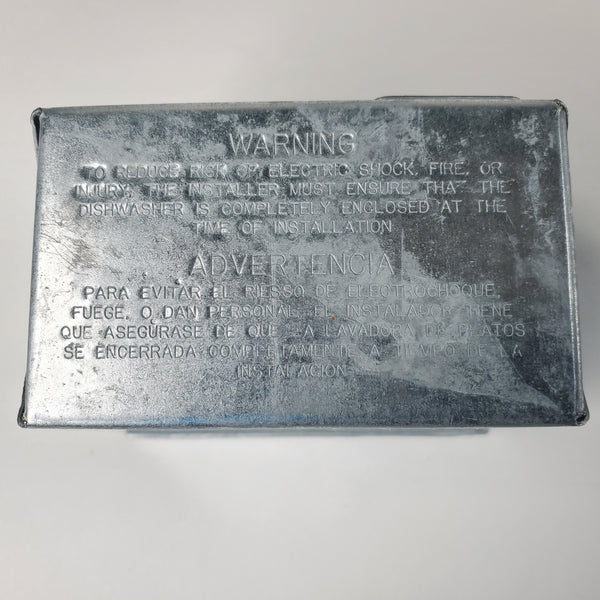 WARNING
TO REDUCE RISK OF ELECTRIC SHOCK, FIRE, OR
INJURY, THE INSTALLER MUST ENSURE THAT THE
DISHWASHER IS COMPLETELY ENCLOSED AT THE
TIME OF INSTALLATION
ADVERTENCIA
PARA EVITAR EL RIESSO DE ELECTROCHOQUE,
FUEGE, O DAN PERSONAL, EL INSTALADOR TIENE
QUE ASEGURASE DE QUE LA LAVADORA DE PLATOS
SE ENCERRADA COMPLETAMENTE A TIEMPO DE LA
INSTALACION